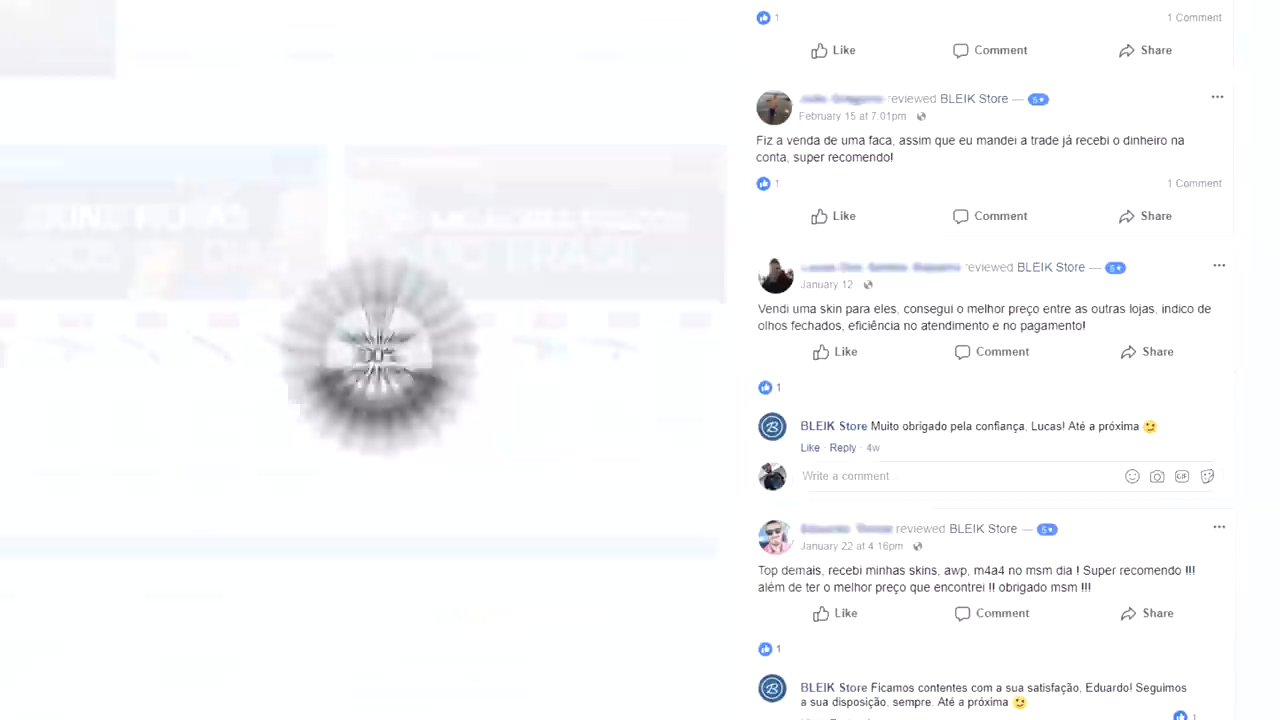 1
1 Comment
Like Comment Share
reviewed BLEIK Store — 5★
February 15 at 7:01pm
Fiz a venda de uma faca, assim que eu mandei a trade já recebi o dinheiro na
conta, super recomendo!
1
1 Comment
Like Comment Share
reviewed BLEIK Store — 5★
January 12
Vendi uma skin para eles, consegui o melhor preço entre as outras lojas, indico de
olhos fechados, eficiência no atendimento e no pagamento!
Like Comment Share
1
BLEIK Store Muito obrigado pela confiança, Lucas! Até a próxima
Like · Reply · 4w
Write a comment
GIF
reviewed BLEIK Store — 5★
January 22 at 4:16pm
Top demais, recebi minhas skins, awp, m4a4 no msm dia ! Super recomendo !!!
além de ter o melhor preço que encontrei !! obrigado msm !!!
Like Comment Share
1
BLEIK Store Ficamos contentes com a sua satisfação, Eduardo! Seguimos
a sua disposição, sempre. Até a próxima
1